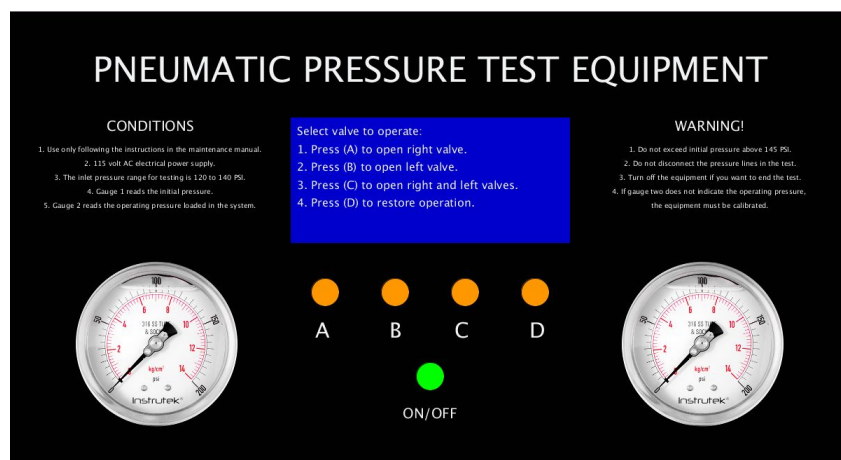 PNEUMATIC PRESSURE TEST EQUIPMENT
CONDITIONS
1. Use only following the instructions in the maintenance manual.
2. 115 volt AC electrical power supply.
3. The inlet pressure range for testing is 120 to 140 PSI.
4. Gauge 1 reads the initial pressure.
5. Gauge 2 reads the operating pressure loaded in the system.
Select valve to operate:
1. Press (A) to open right valve.
2. Press (B) to open left valve.
3. Press (C) to open right and left valves.
4. Press (D) to restore operation.
WARNING!
1. Do not exceed initial pressure above 145 PSI.
2. Do not disconnect the pressure lines in the test.
3. Turn off the equipment if you want to end the test.
4. If gauge two does not indicate the operating pressure,
the equipment must be calibrated.
100
6 8
50 4 10 150
316 SS
2 12
kg/cm²
14
psi
200
Instrutek
A B C D
ON/OFF
100
6 8
50 4 10 150
316 SS
2 12
kg/cm²
14
psi
200
Instrutek